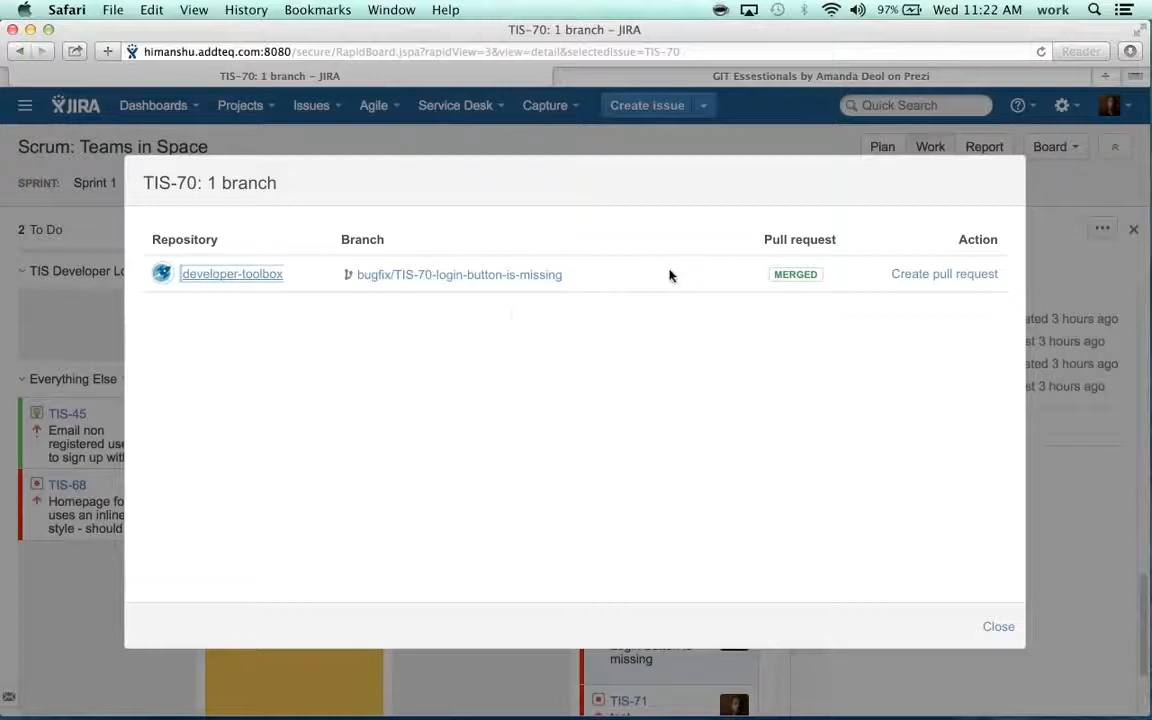 Safari File Edit View History Bookmarks Window Help 97% Wed 11:22 AM work
TIS-70: 1 branch – JIRA
himanshu.addteq.com:8080/secure/RapidBoard.jspa?rapidView=3&view=detail&selectedIssue=TIS-70 Reader
TIS-70: 1 branch – JIRA GIT Essestionals by Amanda Deol on Prezi
JIRA Dashboards Projects Issues Agile Service Desk Capture Create issue Quick Search
Scrum: Teams in Space Plan Work Report Board
TIS-70: 1 branch
SPRINT: Sprint 1
2 To Do
Repository Branch Pull request Action
TIS Developer Lo
developer-toolbox bugfix/TIS-70-login-button-is-missing MERGED Create pull request
ated 3 hours ago
st 3 hours ago
ated 3 hours ago
st 3 hours ago
Everything Else
TIS-45
Email non
registered use
to sign up with
TIS-68
Homepage fo
uses an inline
style - should
Close
missing
TIS-71